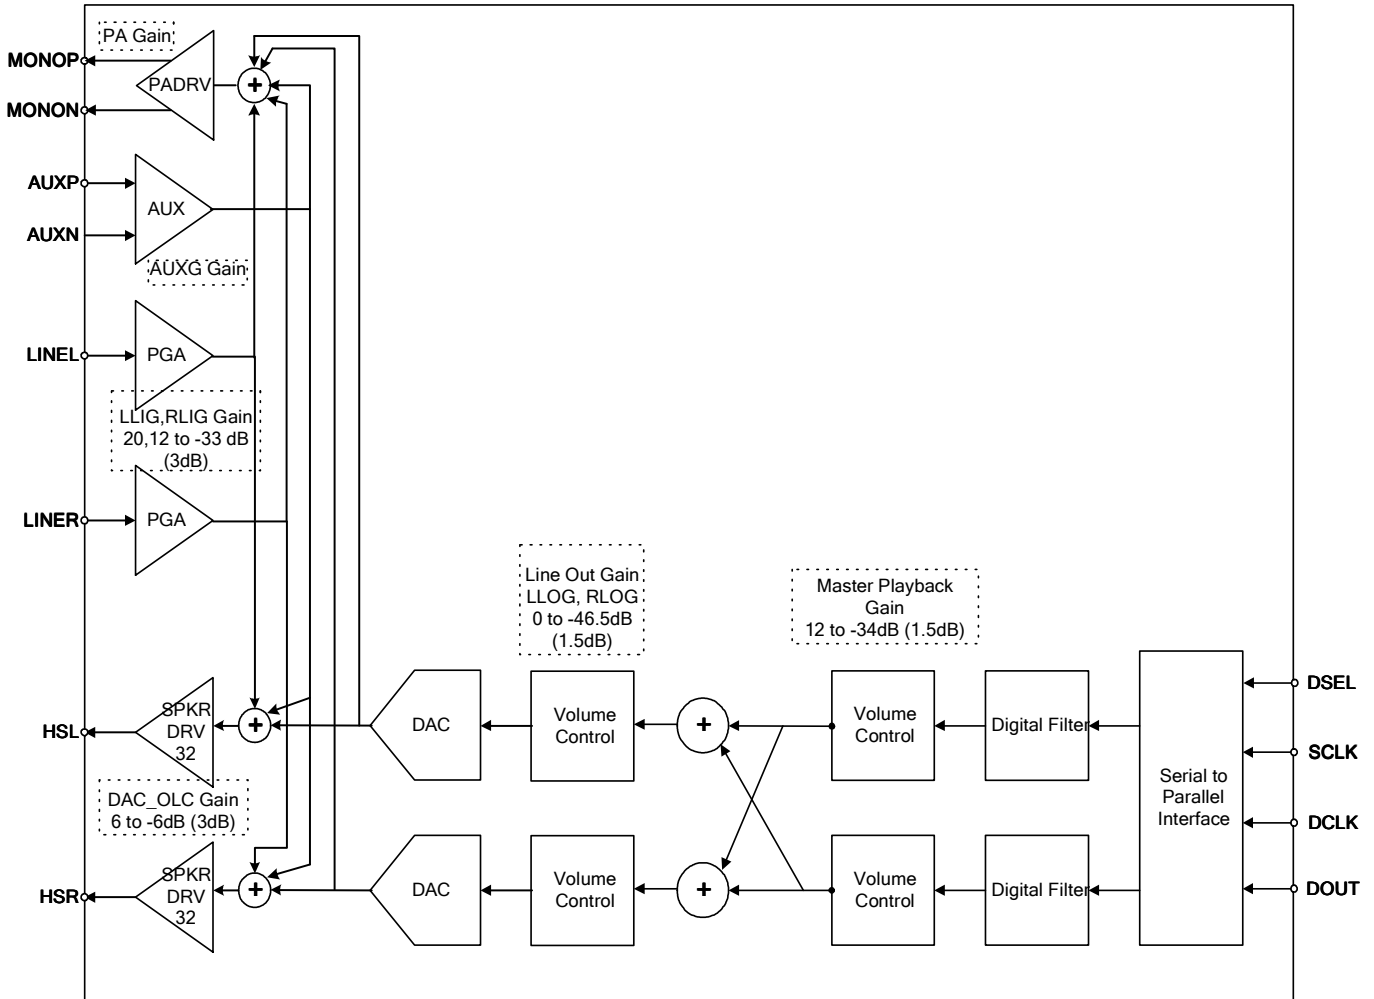 PA Gain
MONOP
PADRV
+
MONON
AUXP
AUX
AUXN
AUXG Gain
LINEL
PGA
LLIG,RLIG Gain
20,12 to -33 dB
(3dB)
LINER
PGA
Line Out Gain
LLOG, RLOG
0 to -46.5dB
(1.5dB)
Master Playback
Gain
12 to -34dB (1.5dB)
HSL
SPKR
DRV
32
+
DAC
Volume
Control
+
Volume
Control
Digital Filter
Serial to
Parallel
Interface
DSEL
SCLK
DCLK
DOUT
DAC_OLC Gain
6 to -6dB (3dB)
HSR
SPKR
DRV
32
+
DAC
Volume
Control
+
Volume
Control
Digital Filter